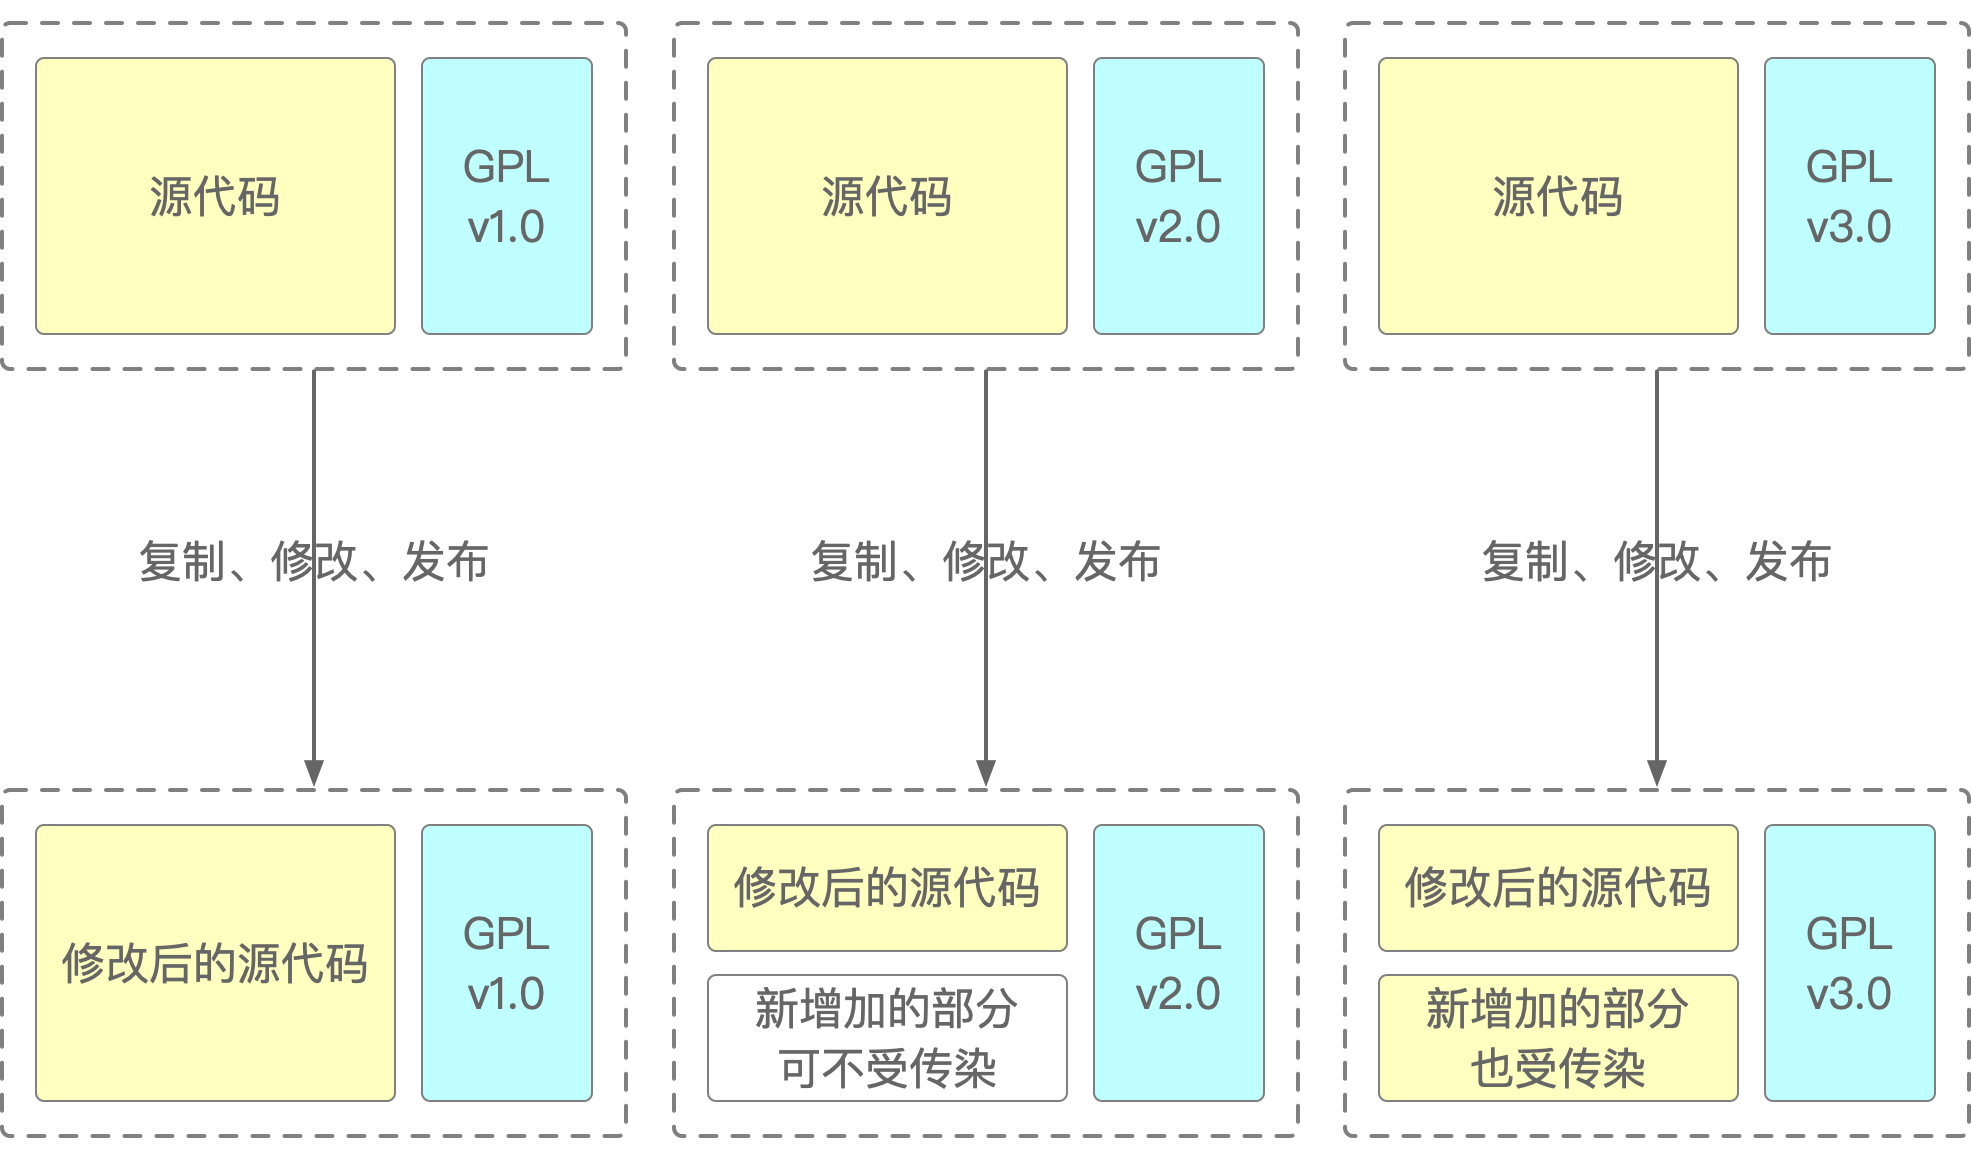 源代码
GPL
v1.0
源代码
GPL
v2.0
源代码
GPL
v3.0
复制、修改、发布
复制、修改、发布
复制、修改、发布
修改后的源代码
GPL
v1.0
修改后的源代码
新增加的部分
可不受传染
GPL
v2.0
修改后的源代码
新增加的部分
也受传染
GPL
v3.0